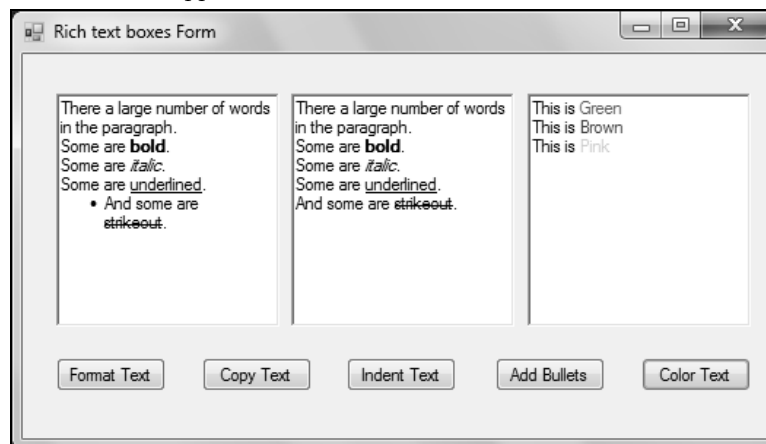 Rich text boxes Form
There a large number of words
in the paragraph.
Some are bold.
Some are italic.
Some are underlined.
• And some are
strikeout.
There a large number of words
in the paragraph.
Some are bold.
Some are italic.
Some are underlined.
And some are strikeout.
This is Green
This is Brown
This is Pink
Format Text
Copy Text
Indent Text
Add Bullets
Color Text